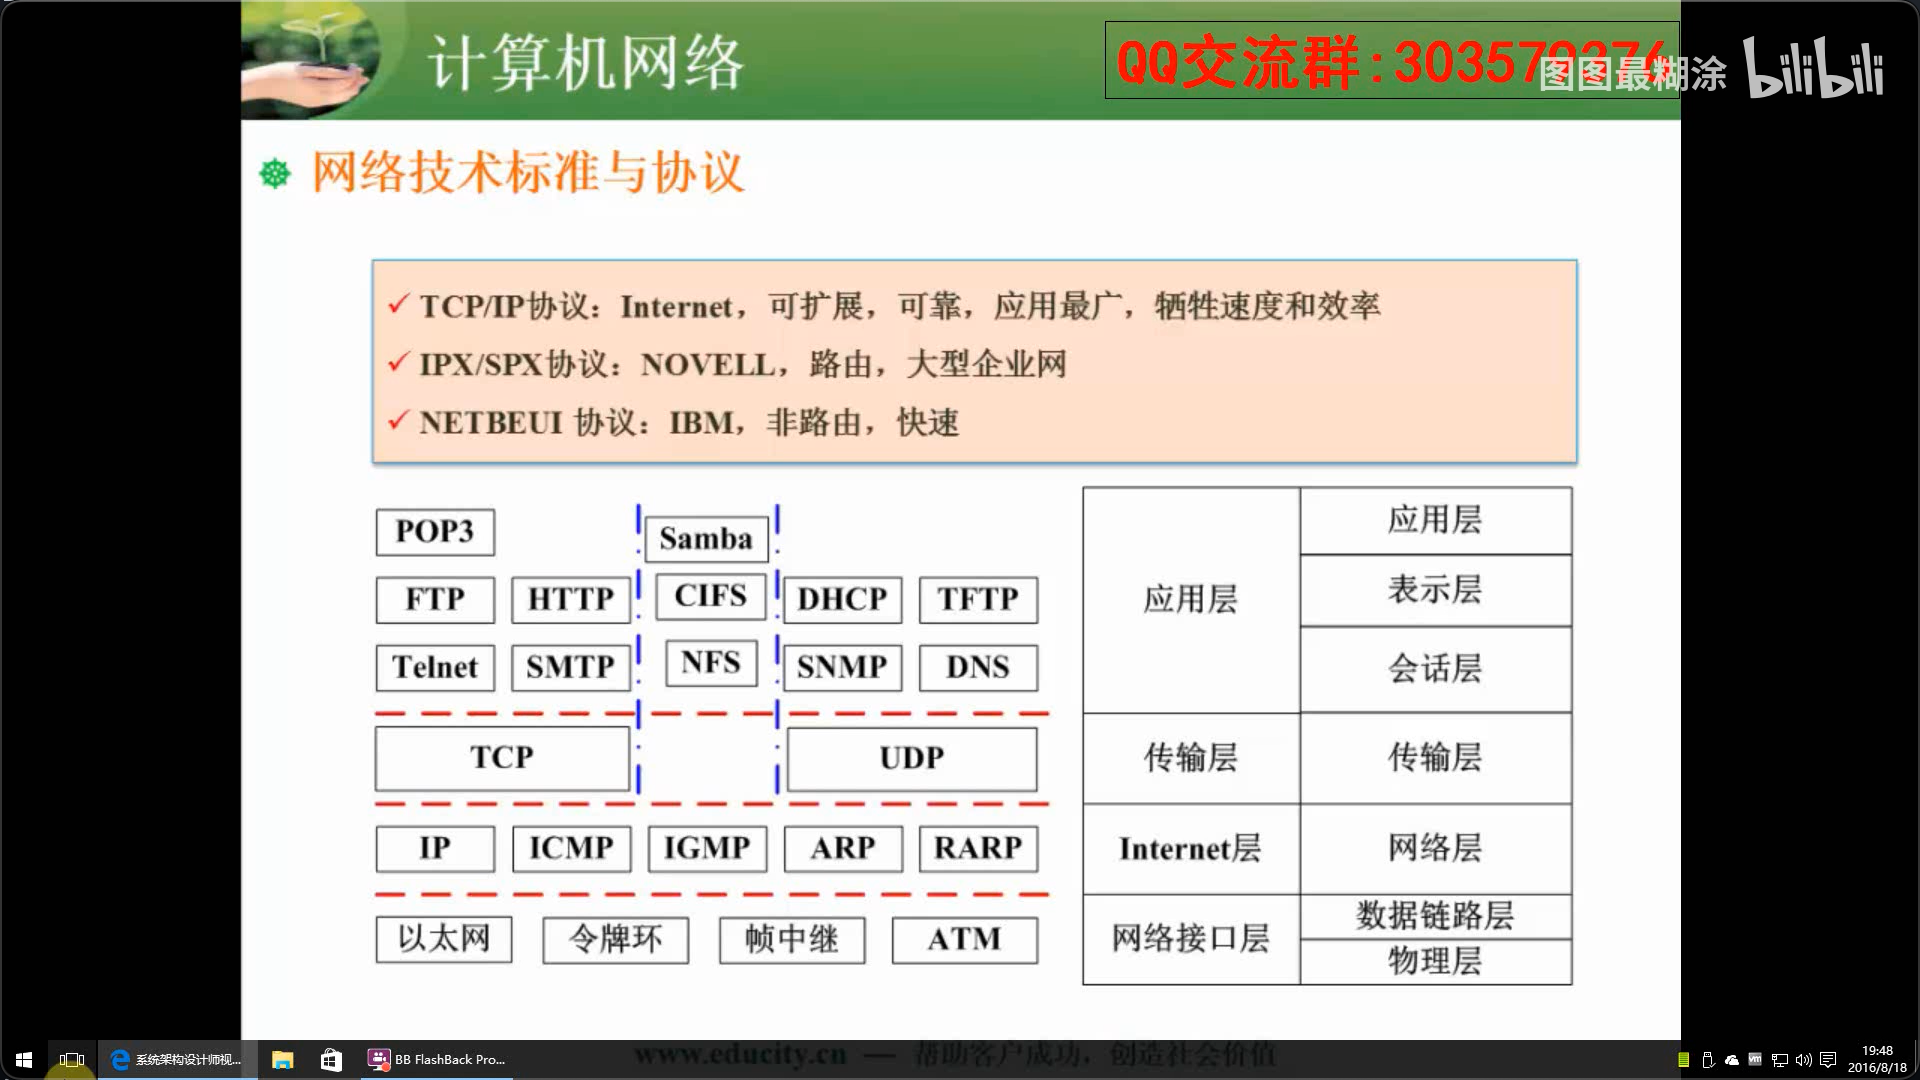 计算机网络
QQ交流群:303579376
图图最糊涂 bilibili
网络技术标准与协议
TCP/IP协议：Internet，可扩展，可靠，应用最广，牺牲速度和效率
IPX/SPX协议：NOVELL，路由，大型企业网
NETBEUI 协议：IBM，非路由，快速
POP3 Samba
FTP HTTP CIFS DHCP TFTP
Telnet SMTP NFS SNMP DNS
TCP UDP
IP ICMP IGMP ARP RARP
以太网 令牌环 帧中继 ATM
应用层 应用层
表示层
会话层
传输层 传输层
Internet层 网络层
网络接口层 数据链路层
物理层
www.educity.cn — 帮助客户成功，创造社会价值
系统架构设计师视...
BB FlashBack Pro...
19:48
2016/8/18